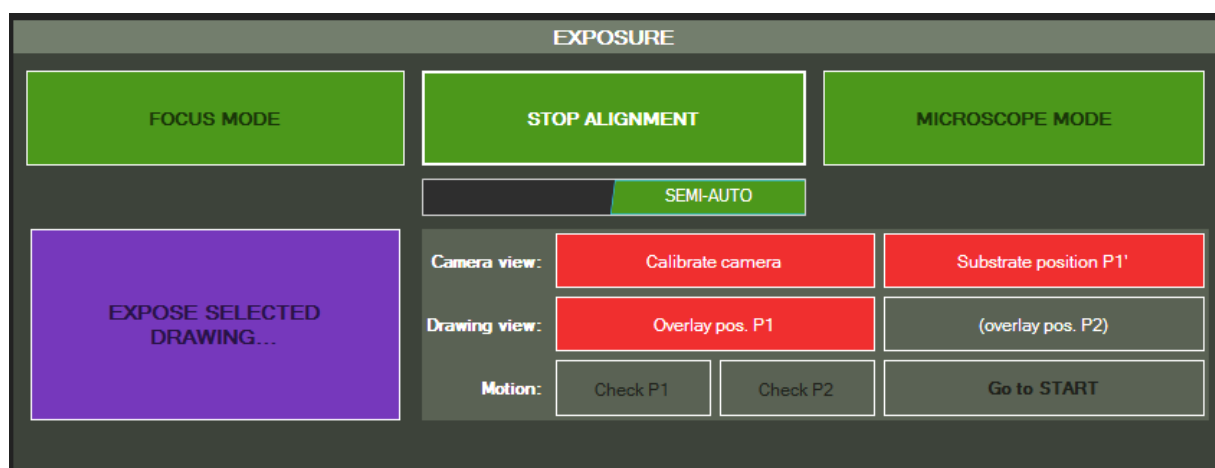 EXPOSURE
FOCUS MODE
STOP ALIGNMENT
MICROSCOPE MODE
SEMI-AUTO
EXPOSE SELECTED
DRAWING...
Camera view:
Calibrate camera
Substrate position P1'
Drawing view:
Overlay pos. P1
(overlay pos. P2)
Motion:
Check P1
Check P2
Go to START